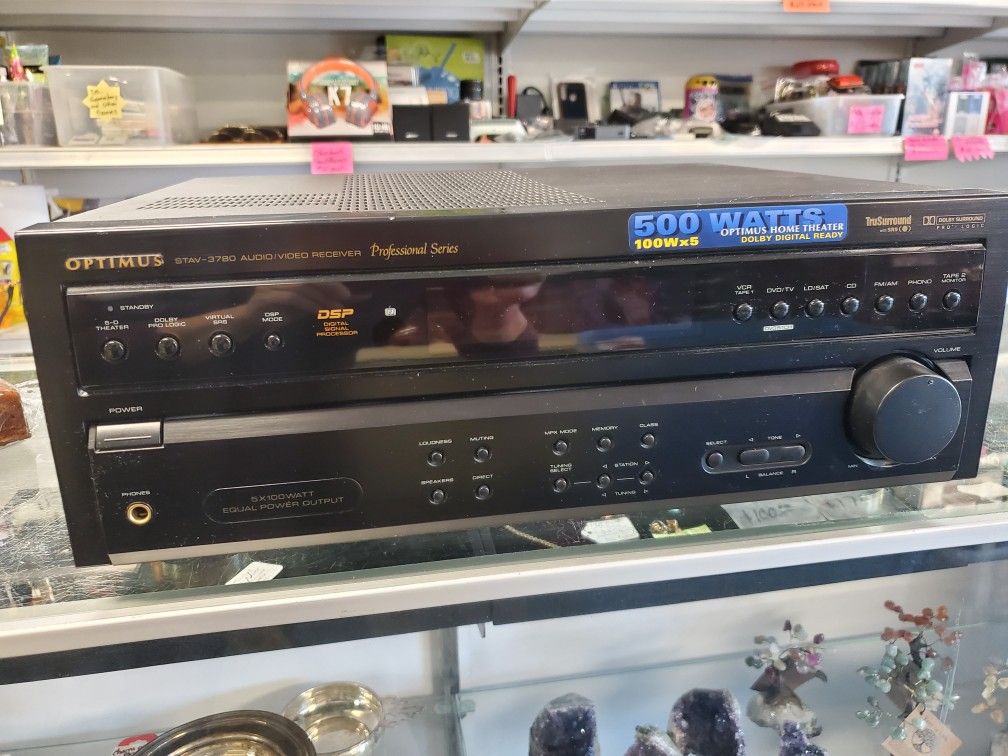 OPTIMUS STAV-3780 AUDIO/VIDEO RECEIVER Professional Series
500 WATTS
OPTIMUS HOME THEATER
100Wx5 DOLBY DIGITAL READY
TruSurround
DOLBY SURROUND
PRO • LOGIC
STANDBY
5-D THEATER
DOLBY PRO LOGIC
VIRTUAL SRS
DSP MODE
DSP
DIGITAL
SIGNAL
PROCESSOR
VCR TAPE 1
DVD/TV
LD/SAT
CD
FM/AM
PHONO
TAPE 2 MONITOR
VOLUME
POWER
LOUDNESS
MUTING
MPX MODE
MEMORY
CLASS
SELECT
TONE
L BALANCE R
MIN
SPEAKERS
DIRECT
TUNING SELECT
STATION
TUNING
PHONES
5X100WATT
EQUAL POWER OUTPUT